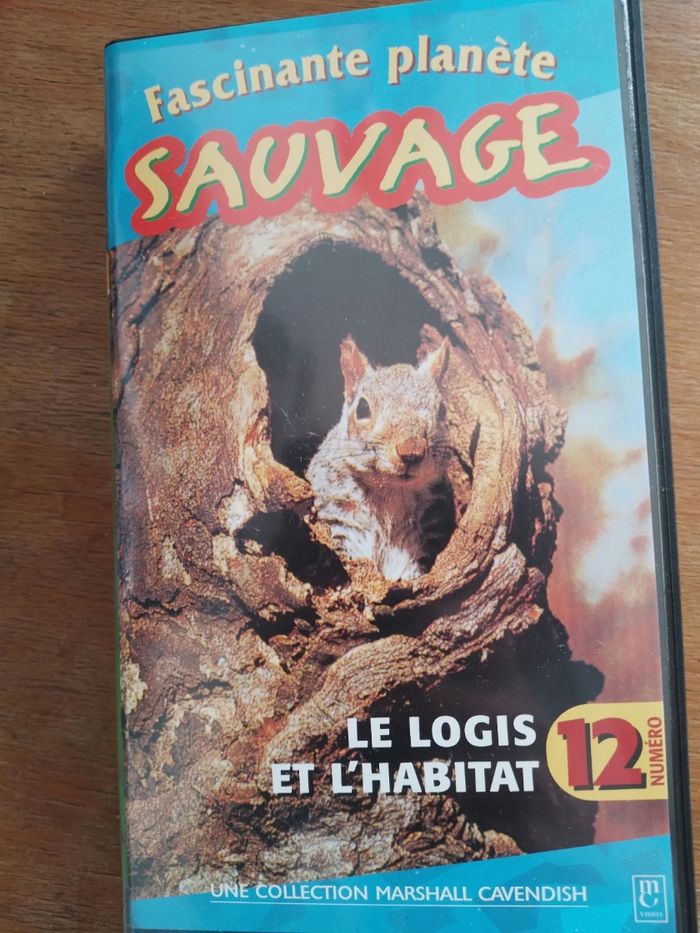 Fascinante planète
SAUVAGE
LE LOGIS
ET L'HABITAT
12
NUMÉRO
UNE COLLECTION MARSHALL CAVENDISH
mc
VIDEO